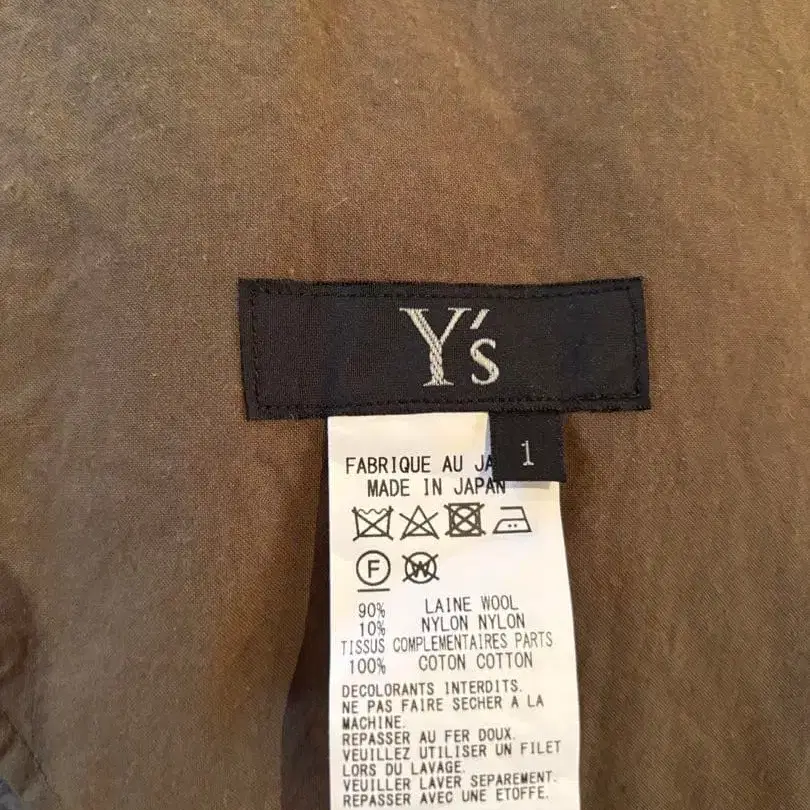 Y's
1
FABRIQUE AU JA
MADE IN JAPAN
F W
90% LAINE WOOL
10% NYLON NYLON
TISSUS COMPLEMENTAIRES PARTS
100% COTON COTTON
DECOLORANTS INTERDITS.
NE PAS FAIRE SECHER A LA
MACHINE.
REPASSER AU FER DOUX.
VEUILLEZ UTILISER UN FILET
LORS DU LAVAGE.
VEUILLER LAVER SEPAREMENT.
REPASSER AVEC UNE ETOFFE.